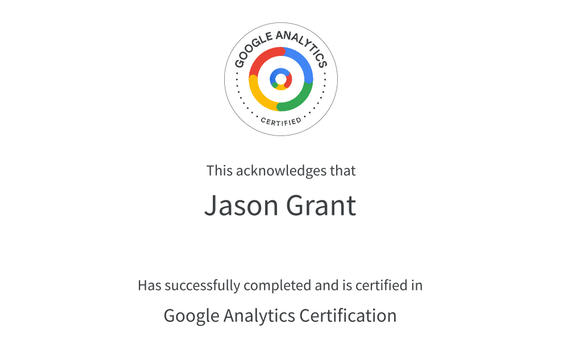 GOOGLE ANALYTICS
CERTIFIED
This acknowledges that
Jason Grant
Has successfully completed and is certified in
Google Analytics Certification